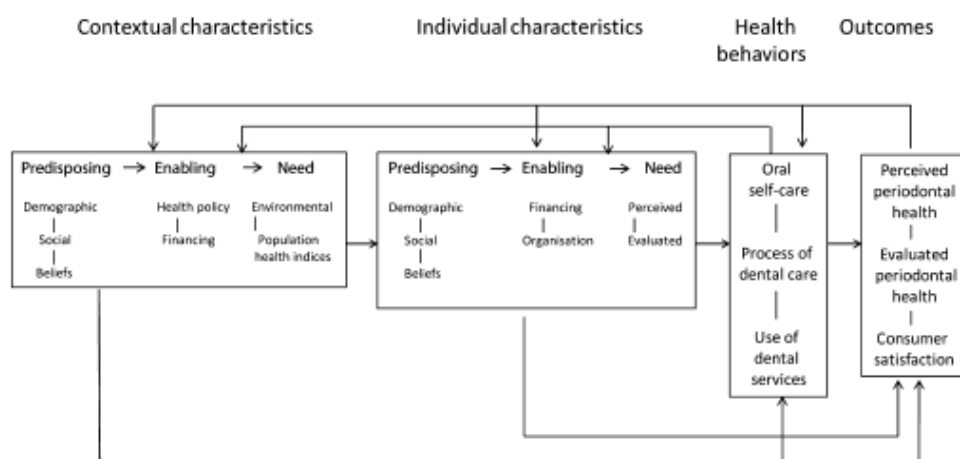 Contextual characteristics
Individual characteristics
Health
behaviors
Outcomes
Predisposing
Enabling
Need
Demographic
Social
Beliefs
Health policy
Financing
Environmental
Population
health indices
Predisposing
Enabling
Need
Demographic
Social
Beliefs
Financing
Organisation
Perceived
Evaluated
Oral
self-care
Process of
dental care
Use of
dental
services
Perceived
periodontal
health
Evaluated
periodontal
health
Consumer
satisfaction